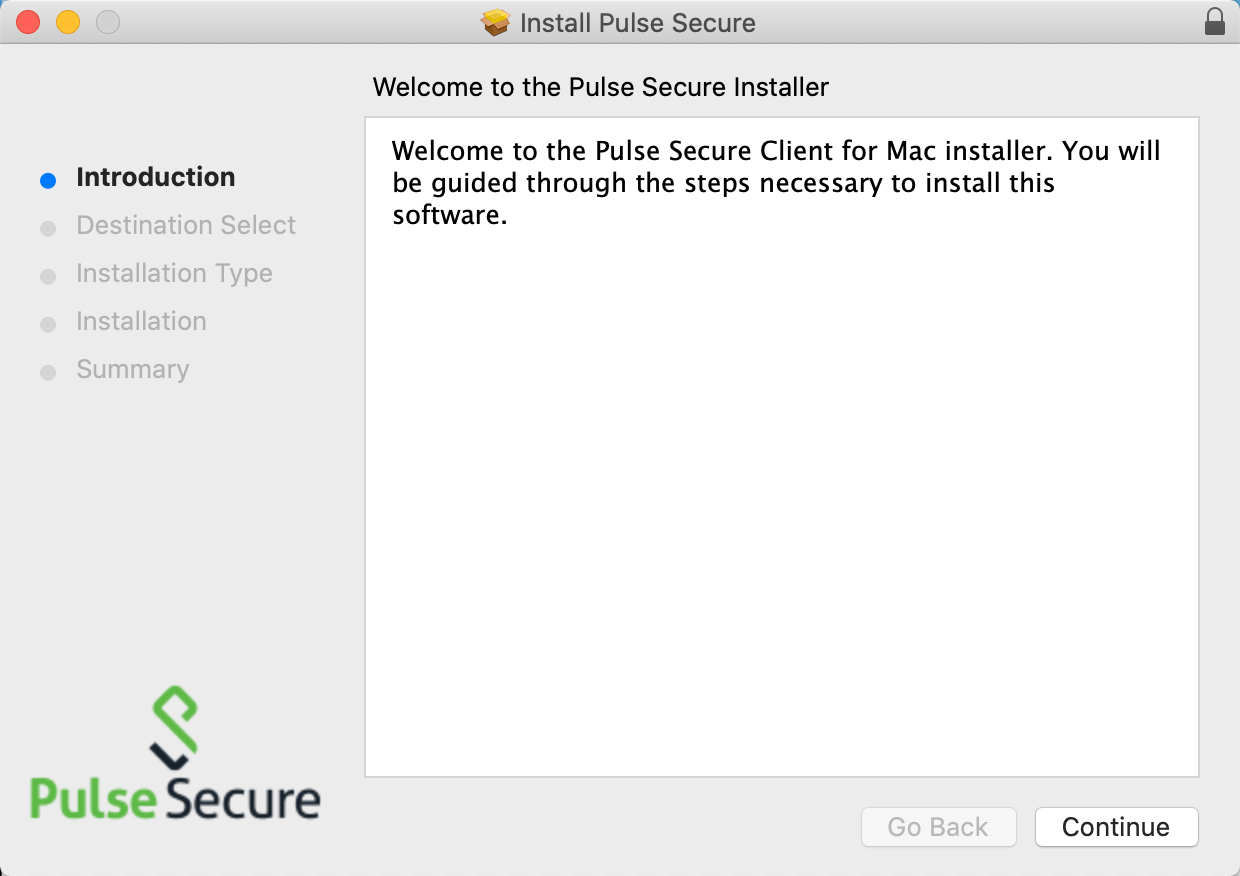 Install Pulse Secure
Welcome to the Pulse Secure Installer
Introduction
Destination Select
Installation Type
Installation
Summary
Welcome to the Pulse Secure Client for Mac installer. You will
be guided through the steps necessary to install this
software.
Pulse Secure
Go Back
Continue